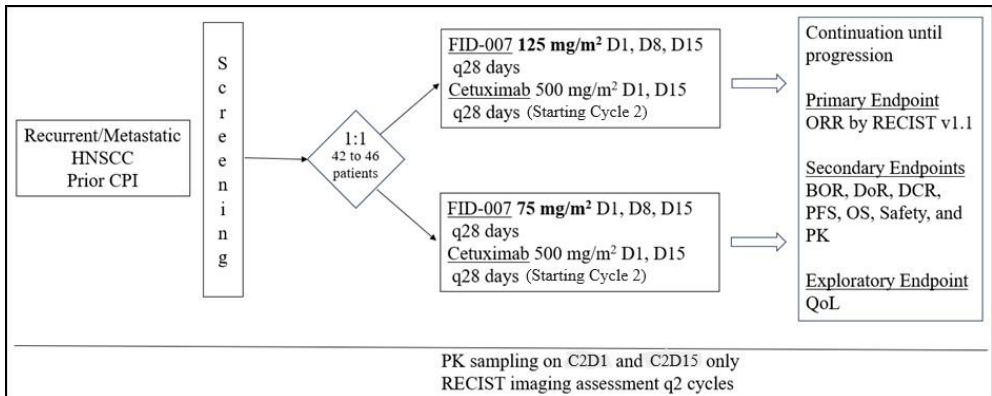 Recurrent/Metastatic
HNSCC
Prior CPI
Screening
1:1
42 to 46
patients
FID-007 125 mg/m² D1, D8, D15
q28 days
Cetuximab 500 mg/m² D1, D15
q28 days (Starting Cycle 2)
FID-007 75 mg/m² D1, D8, D15
q28 days
Cetuximab 500 mg/m² D1, D15
q28 days (Starting Cycle 2)
Continuation until
progression
Primary Endpoint
ORR by RECIST v1.1
Secondary Endpoints
BOR, DoR, DCR,
PFS, OS, Safety, and
PK
Exploratory Endpoint
QoL
PK sampling on C2D1 and C2D15 only
RECIST imaging assessment q2 cycles